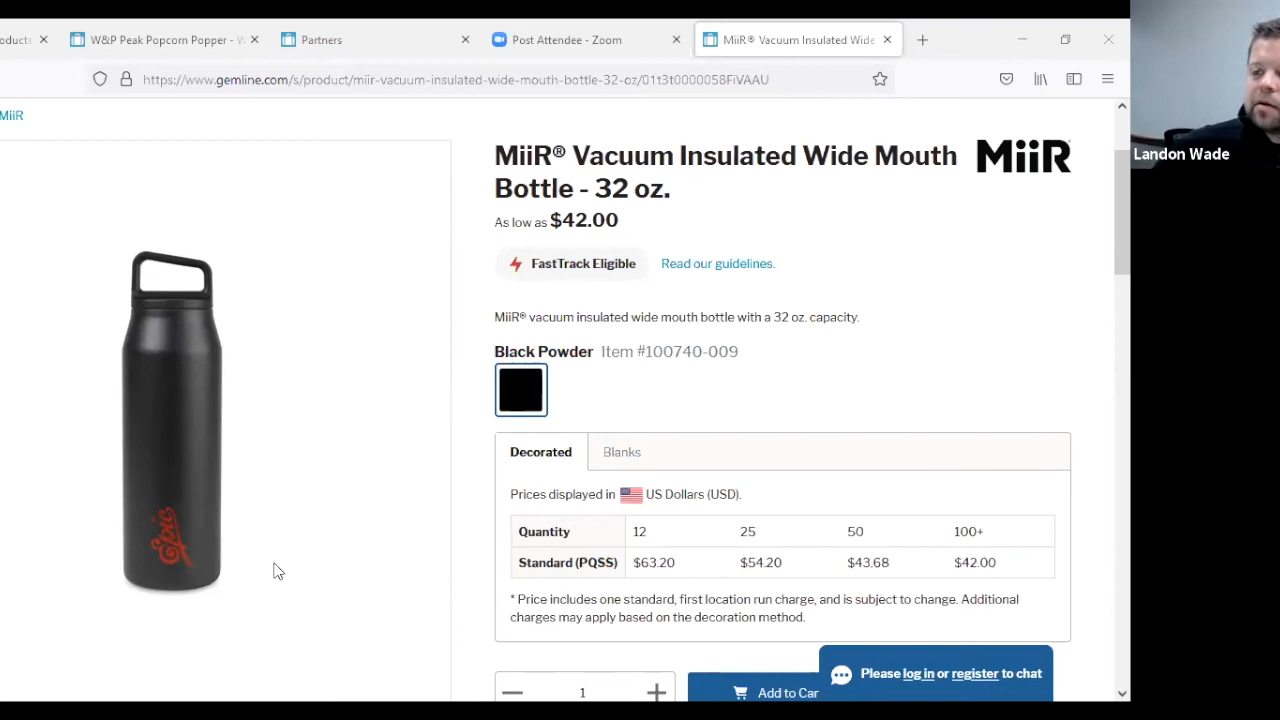 oducts
W&P Peak Popcorn Popper - W
Partners
Post Attendee - Zoom
MiiR® Vacuum Insulated Wide
https://www.gemline.com/s/product/miir-vacuum-insulated-wide-mouth-bottle-32-oz/01t3t0000058FiVAAU
Landon Wade
MiiR
MiiR® Vacuum Insulated Wide Mouth
Bottle - 32 oz.
MiiR
As low as $42.00
FastTrack Eligible Read our guidelines.
MiiR® vacuum insulated wide mouth bottle with a 32 oz. capacity.
Black Powder Item #100740-009
Epic
Decorated Blanks
Prices displayed in US Dollars (USD).
Quantity 12 25 50 100+
Standard (PQSS) $63.20 $54.20 $43.68 $42.00
* Price includes one standard, first location run charge, and is subject to change. Additional
charges may apply based on the decoration method.
Please log in or register to chat
1
Add to Car